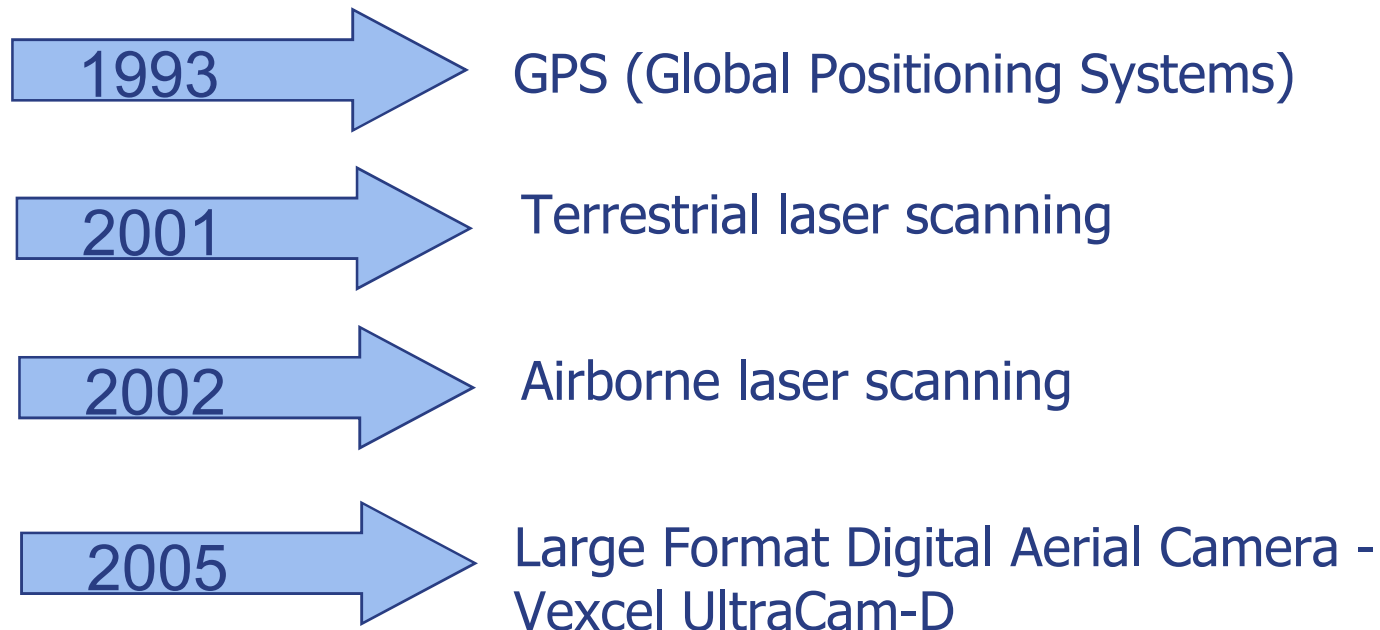 1993
GPS (Global Positioning Systems)
2001
Terrestrial laser scanning
2002
Airborne laser scanning
2005
Large Format Digital Aerial Camera -
Vexcel UltraCam-D